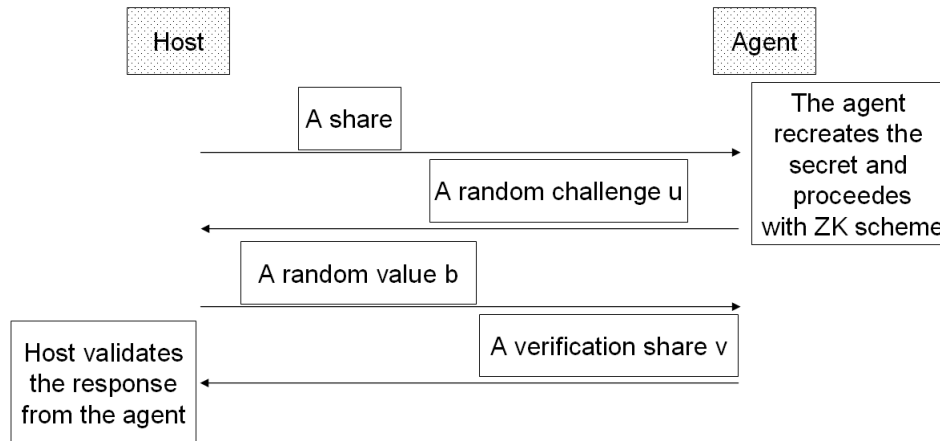 Host
Agent
A share
The agent
recreates the
secret and
proceedes
with ZK scheme
A random challenge u
A random value b
A verification share v
Host validates
the response
from the agent